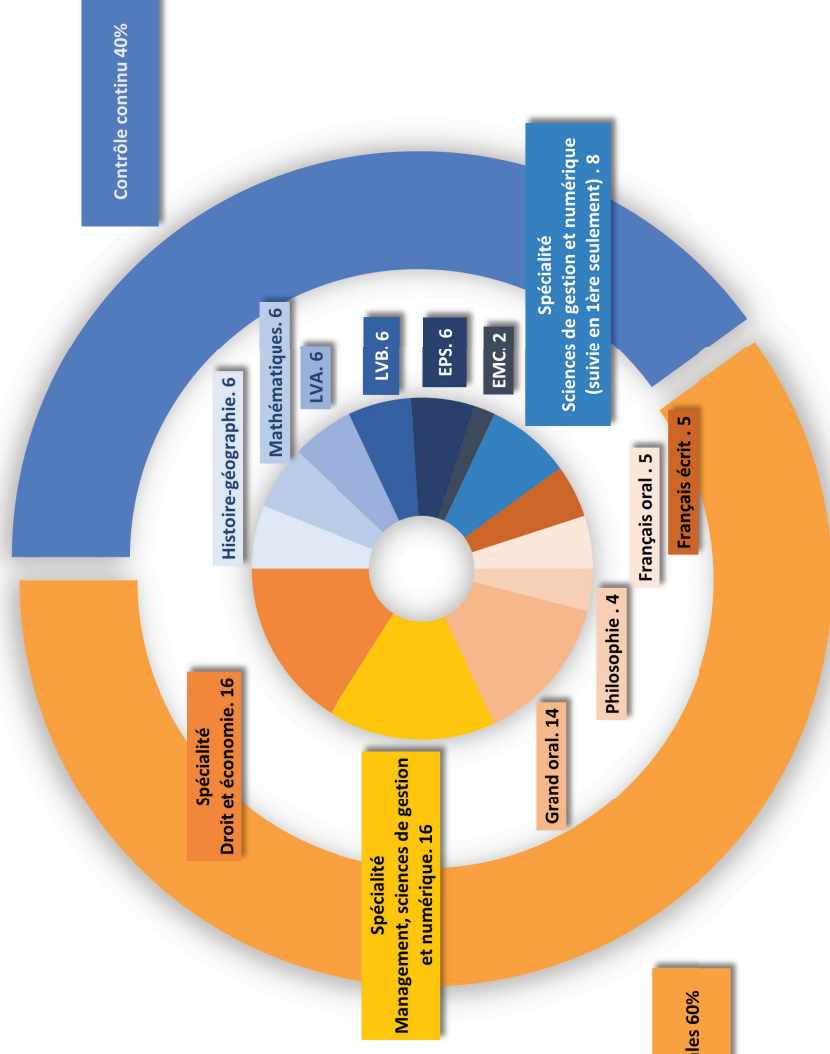 Contrôle continu 40%
Histoire-géographie. 6
Mathématiques. 6
LVA. 6
LVB. 6
EPS. 6
EMC. 2
Spécialité
Sciences de gestion et numérique
(suivie en 1ère seulement) . 8
Français écrit . 5
Français oral . 5
Philosophie . 4
Grand oral. 14
Spécialité
Management, sciences de gestion
et numérique. 16
Spécialité
Droit et économie. 16
60%